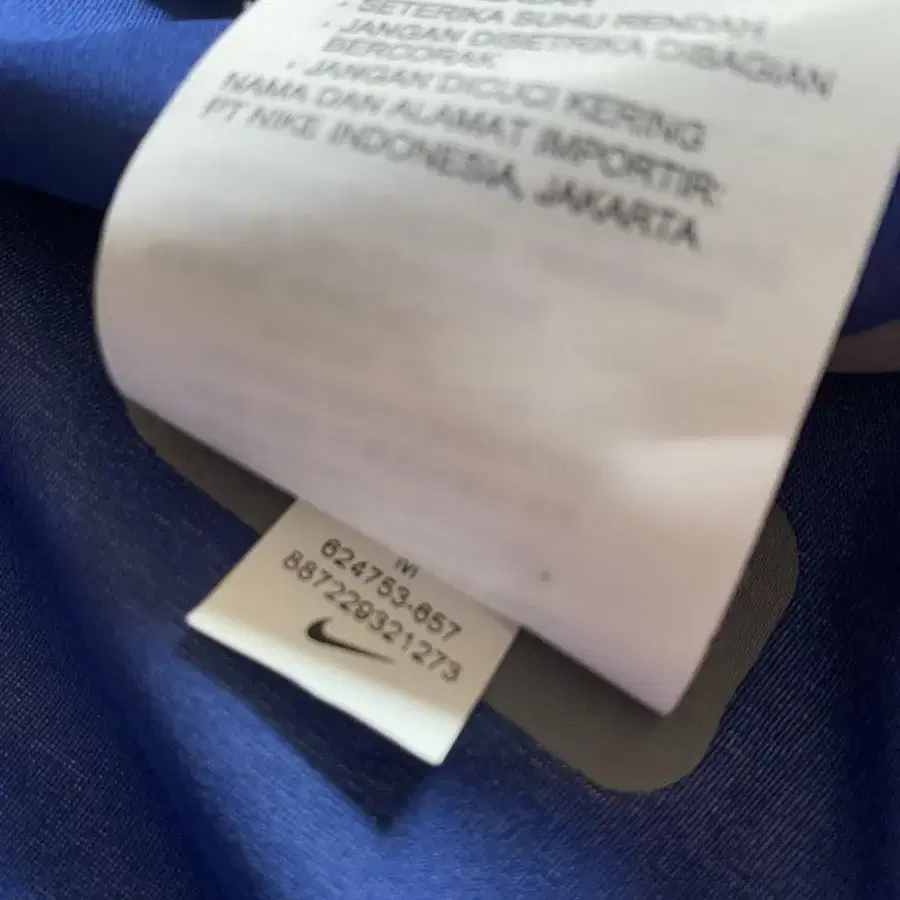 · SETERIKA SUHU RENDAH
· JANGAN DISETRIKA DIBAGIAN
BERCORAK
· JANGAN DICUCI KERING
NAMA DAN ALAMAT IMPORTIR:
PT NIKE INDONESIA, JAKARTA
624753-657
887229321273